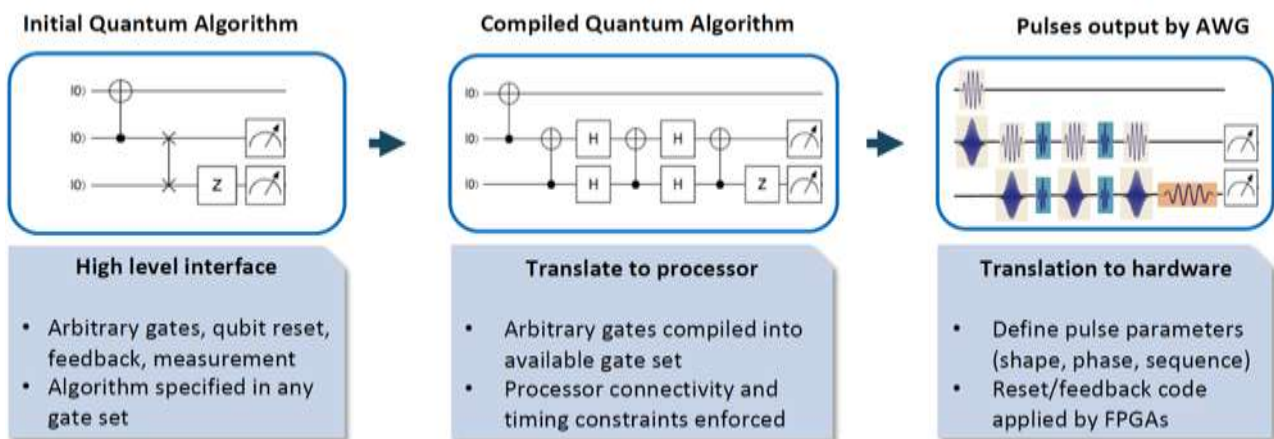 Initial Quantum Algorithm
Compiled Quantum Algorithm
Pulses output by AWG
|0⟩
|0⟩
|0⟩ Z
|0⟩
|0⟩ H H
|0⟩ H H Z
High level interface
• Arbitrary gates, qubit reset,
feedback, measurement
• Algorithm specified in any
gate set
Translate to processor
• Arbitrary gates compiled into
available gate set
• Processor connectivity and
timing constraints enforced
Translation to hardware
• Define pulse parameters
(shape, phase, sequence)
• Reset/feedback code
applied by FPGAs